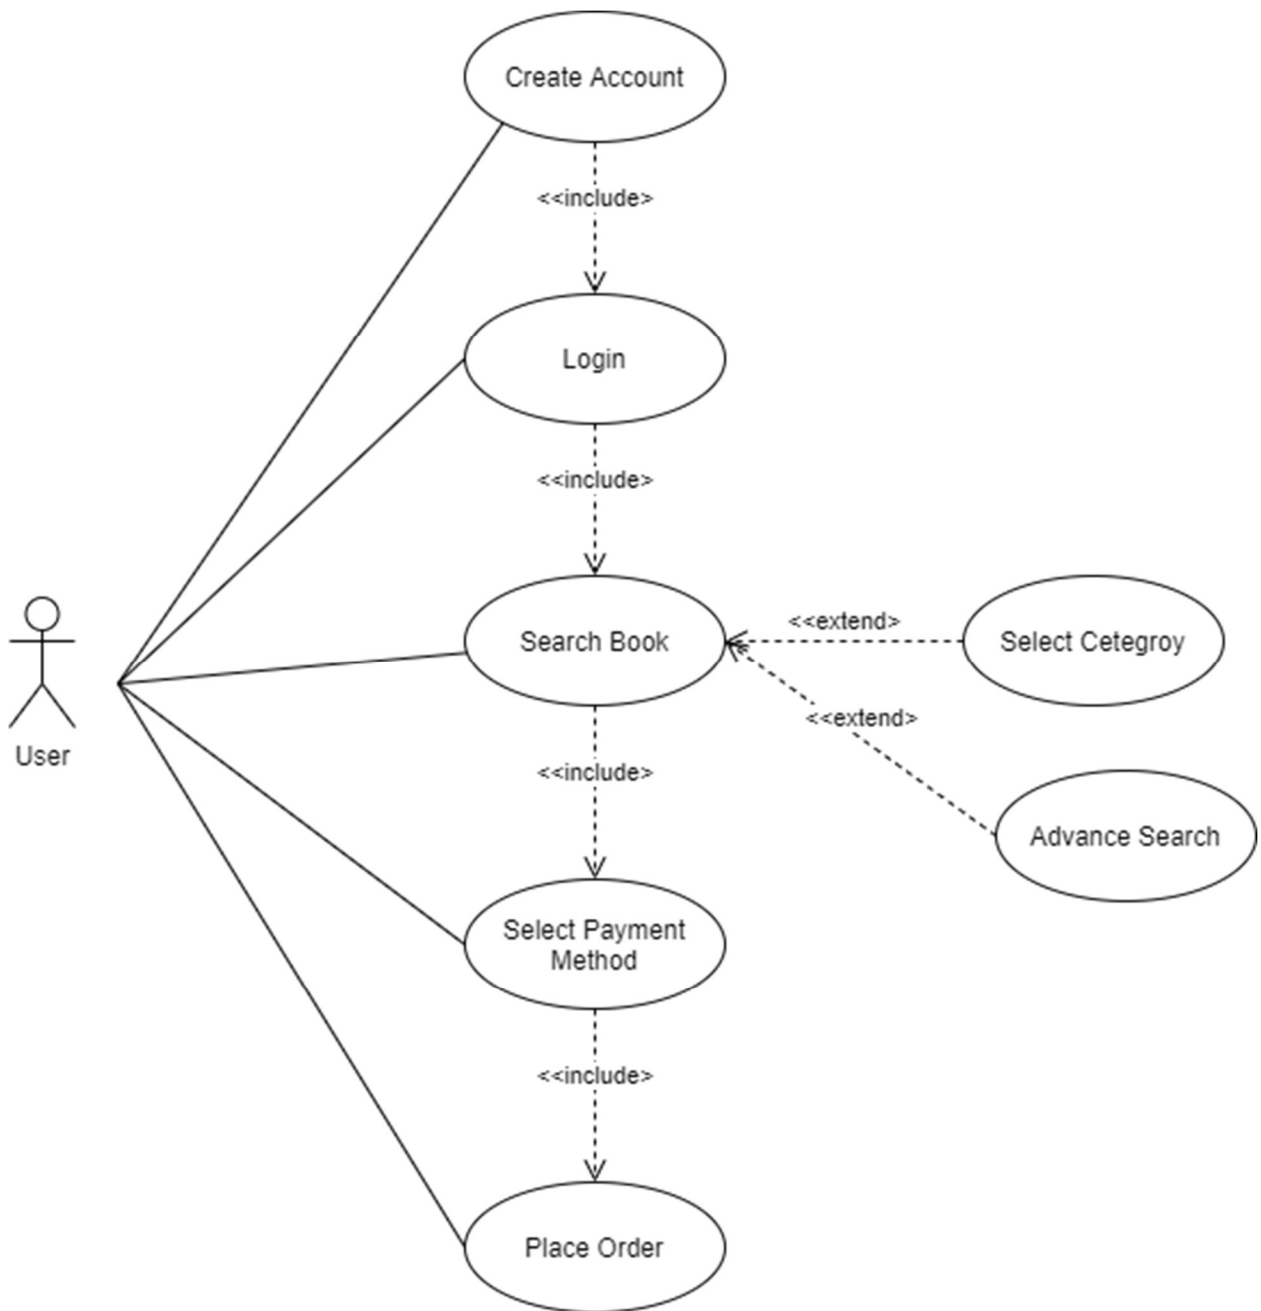 Create Account
<<include>
Login
<<include>
Search Book
<<extend>
Select Cetegroy
<<extend>
Advance Search
User
<<include>
Select Payment
Method
<<include>
Place Order